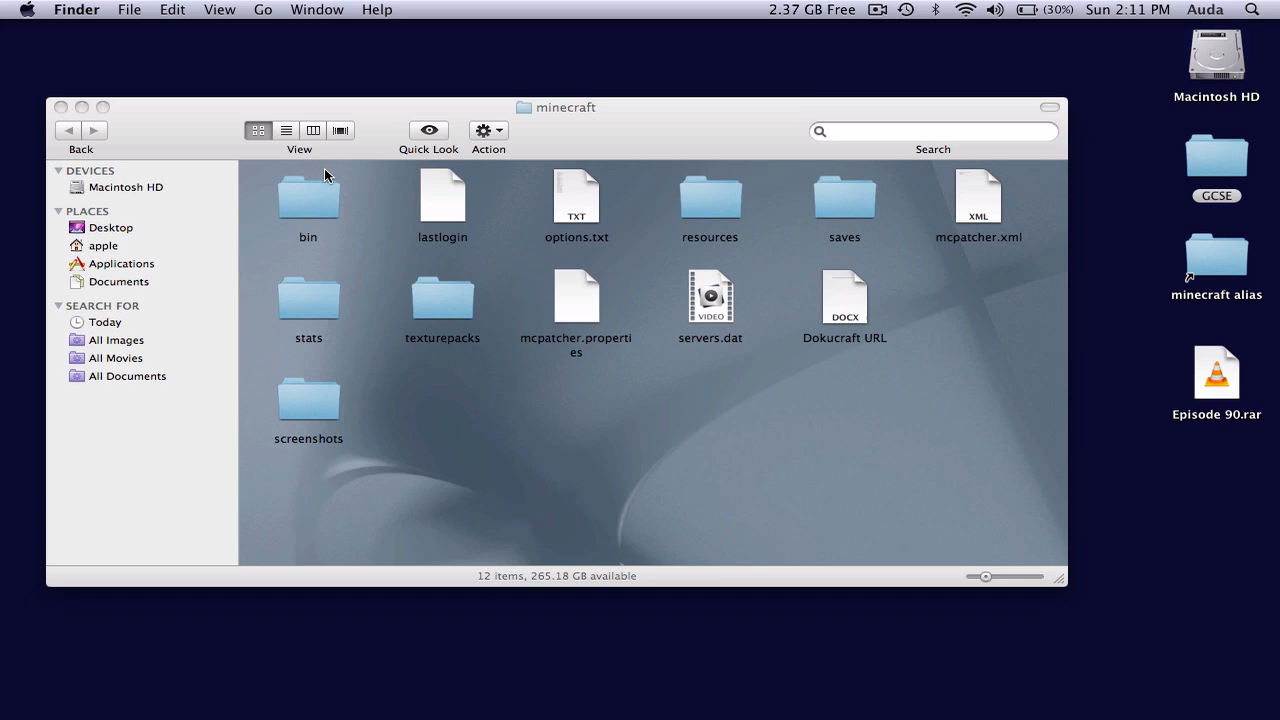 Finder File Edit View Go Window Help 2.37 GB Free (30%) Sun 2:11 PM Auda
Macintosh HD
GCSE
minecraft alias
Episode 90.rar
minecraft
Back View Quick Look Action Search
DEVICES
Macintosh HD
PLACES
Desktop
apple
Applications
Documents
SEARCH FOR
Today
All Images
All Movies
All Documents
TXT XML
bin lastlogin options.txt resources saves mcpatcher.xml
VIDEO DOCX
stats texturepacks mcpatcher.properti servers.dat Dokucraft URL
es
screenshots
12 items, 265.18 GB available